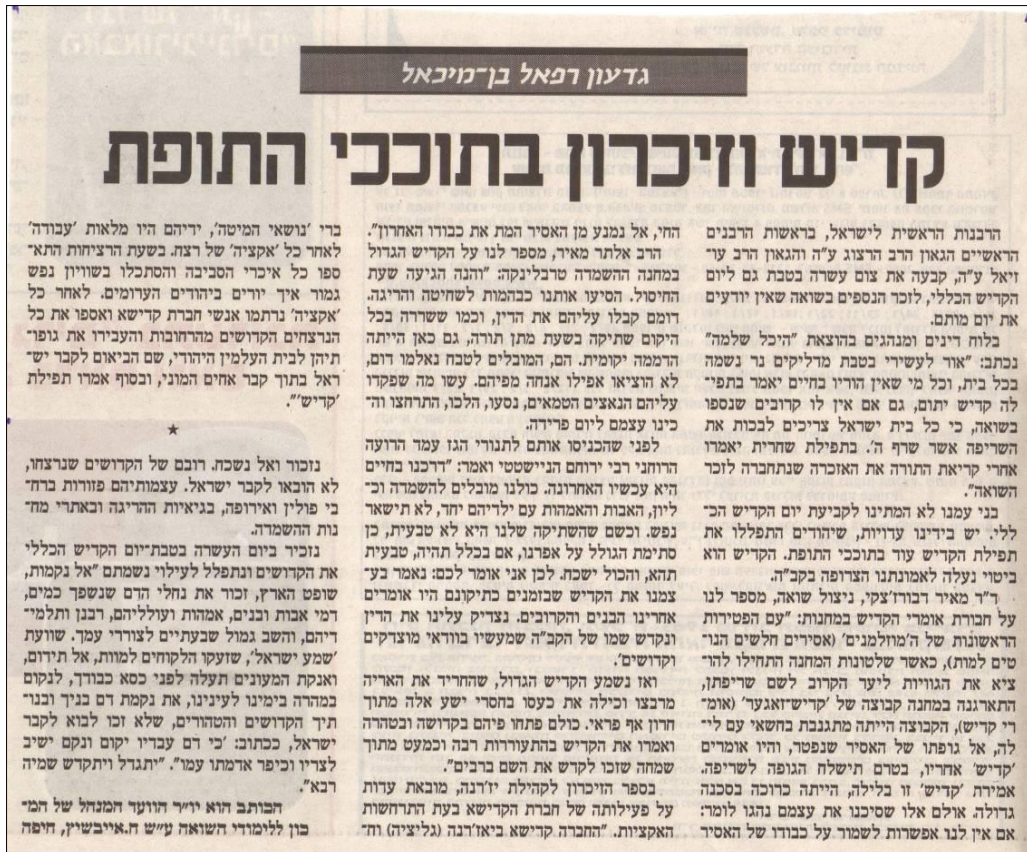 גדעון רפאל בן־מיכאל
קדיש וזיכרון בתוככי התופת
הרבנות הראשית לישראל, בראשות הרבנים
הראשיים הגאון הרב הרצוג ע"ה והגאון הרב עו־
זיאל ע"ה, קבעה את צום עשרה בטבת גם ליום
הקדיש הכללי, לזכר הנספים בשואה שאין יודעים
את יום מותם.
בלוח דינים ומנהגים בהוצאת "היכל שלמה"
נכתב: "אור לעשירי בטבת מדליקים נר נשמה
בכל בית, וכל מי שאין הוריו בחיים יאמר בתפי־
לה קדיש יתום, גם אם אין לו קרובים שנספו
בשואה, כי כל בית ישראל צריכים לבכות את
השריפה אשר שרף ה'. בתפילת שחרית יאמרו
אחרי קריאת התורה את האזכרה שנתחברה לזכר
השואה".
בני עמנו לא המתינו לקביעת יום הקדיש הכ־
ללי. יש בידינו עדויות, שיהודים התפללו את
תפילת הקדיש עוד בתוככי התופת. הקדיש הוא
ביטוי נעלה לאמונתנו הצרופה בקב"ה.
ד"ר מאיר דבורז'צקי, ניצול שואה, מספר לנו
על חבורת אומרי הקדיש במחנות: "עם הפטירות
הראשונות של ה'מוזלמנים' (אסירים חלשים הנו־
טים למות), כאשר שלטונות המחנה התחילו להו־
ציא את הגוויות ליער הקרוב לשם שריפתן,
התארגנה במחנה קבוצה של 'קדיש־זאגער' (אומ־
רי קדיש), הקבוצה הייתה מתגנבת בחשאי עם לי־
לה, אל גופתו של האסיר שנפטר, והיו אומרים
'קדיש' אחריו, בטרם תישלח הגופה לשריפה.
אמירת 'קדיש' זו בלילה, הייתה כרוכה בסכנה
גדולה. אולם אלו שסיכנו את עצמם נהגו לומר:
אם אין לנו אפשרות לשמור על כבודו של האסיר
החי, אל נמנע מן האסיר המת את כבודו האחרון".
הרב אלתר מאיר, מספר לנו על הקדיש הגדול
במחנה ההשמדה טרבלינקה: "והנה הגיעה שעת
החיסול. הסיעו אותנו כבהמות לשחיטה והריגה.
דומם קבלו עליהם את הדין, וכמו ששררה בכל
היקום שתיקה בשעת מתן תורה, גם כאן הייתה
הדממה יקומית. הם, המובלים לטבח נאלמו דום,
לא הוציאו אפילו אנחה מפיהם. עשו מה שפקדו
עליהם הנאצים הטמאים, נסעו, הלכו, התרחצו וה־
כינו עצמם ליום פרידה.
לפני שהכניסו אותם לתנורי הגז עמד הרועה
הרוחני רבי ירוחם הניישטטי ואמר: "דרכנו בחיים
היא עכשיו האחרונה. כולנו מובלים להשמדה וכ־
ליון, האבות והאמהות עם ילדיהם יחד, לא תישאר
נפש. וכשם שהשתיקה שלנו היא לא טבעית, כן
סתימת הגולל על אפרנו, אם בכלל תהיה, טבעית
תהא, והכול ישכח. לכן אני אומר לכם: נאמר בע־
צמנו את הקדיש שבזמנים כתיקונם היו אומרים
אחרינו הבנים והקרובים. נצדיק עלינו את הדין
ונקדש שמו של הקב"ה שמעשיו בוודאי מוצדקים
וקדושים'.
ואז נשמע הקדיש הגדול, שהחריד את האריה
מרבצו וכילה את כעסו בחסרי ישע אלה מתוך
חרון אף פראי. כולם פתחו פיהם בקדושה ובטהרה
ואמרו את הקדיש בהתעוררות רבה וכמעט מתוך
שמחה שזכו לקדש את השם ברבים".
בספר הזיכרון לקהילת יז'רנה, מובאת עדות
על פעילותה של חברת הקדישא בעת התרחשות
האקציות. "החברה קדישא ביאז'רנה (גליציה) וח־
ברי 'נושאי המיטה', ידיהם היו מלאות 'עבודה'
לאחר כל 'אקציה' של רצח. בשעת הרציחות התא־
ספו כל איכרי הסביבה והסתכלו בשוויון נפש
גמור איך יורים ביהודים הערומים. לאחר כל
'אקציה' נרתמו אנשי חברת קדישא ואספו את כל
הנרצחים הקדושים מהרחובות והעבירו את גופו־
תיהן לבית העלמין היהודי, שם הביאום לקבר יש־
ראל בתוך קבר אחים המוני, ובסוף אמרו תפילת
'קדיש'".
★
נזכור ואל נשכח. רובם של הקדושים שנרצחו,
לא הובאו לקבר ישראל. עצמותיהם פזורות ברח־
בי פולין ואירופה, בגיאיות ההריגה ובאתרי מח־
נות ההשמדה.
נזכיר ביום העשרה בטבת־יום הקדיש הכללי
את הקדושים ונתפלל לעילוי נשמתם "אל נקמות,
שופט הארץ, זכור את נחלי הדם שנשפך כמים,
דמי אבות ובנים, אמהות ועולליהם, רבנן ותלמי־
דיהם, והשב גמול שבעתיים לצוררי עמך. שוועת
'שמע ישראל', שזעקו הלקוחים למוות, אל תידום,
ואנקת המעונים תעלה לפני כסא כבודך, לנקום
במהרה בימינו לעינינו, את נקמת דם בניך ובנו־
תיך הקדושים והטהורים, שלא זכו לבוא לקבר
ישראל, ככתוב: 'כי דם עבדיו יקום ונקם ישיב
לצריו וכיפר אדמתו עמו'". "יתגדל ויתקדש שמיה
רבא".
הכותב הוא יו"ר הוועד המנהל של המ־
כון ללימודי השואה ע"ש ח.אייבשיץ, חיפה